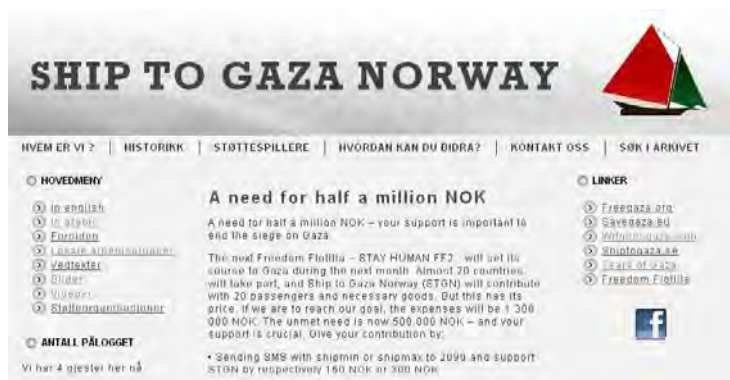 SHIP TO GAZA NORWAY
HVEM ER VI ? | HISTORIKK | STØTTESPILLERE | HVORDAN KAN DU BIDRA? | KONTAKT OSS | SØK I ARKIVET
HOVEDMENY
In english
In arabic
Forsiden
Lokale arbeidsgrupper
Vedtekter
Bilder
Videoer
Støtteorganisasjoner
ANTALL PÅLOGGET
Vi har 4 gjester her nå
A need for half a million NOK
A need for half a million NOK – your support is important to
end the siege on Gaza
The next Freedom Flotilla – STAY HUMAN FF2 will set its
course to Gaza during the next month. Almost 20 countries
will take part, and Ship to Gaza Norway (STGN) will contribute
with 20 passengers and necessary goods. But this has its
price. If we are to reach our goal, the expenses will be 1 300
000 NOK. The unmet need is now 500 000 NOK – and your
support is crucial. Give your contribution by:
• Sending SMS with shipmin or shipmax to 2090 and support
STGN by respectively 150 NOK or 300 NOK
LINKER
Freegaza.org
Savegaza.eu
Witnessgaza.com
Shiptogaza.se
Tears of Gaza
Freedom Flotilla